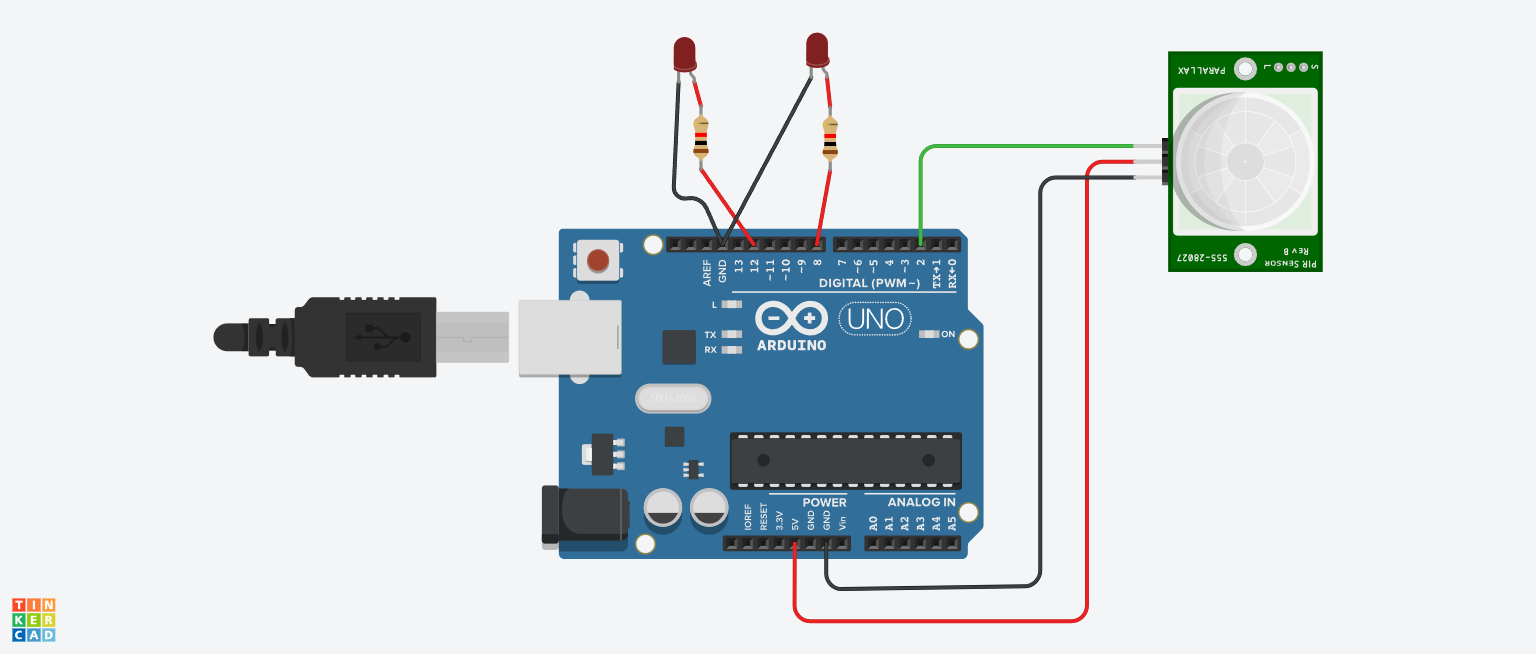 PARALLAX
L
S
555-28027
REV B
PIR SENSOR
AREF
GND
13
12
~11
~10
~9
8
7
~6
~5
4
~3
2
TX→1
RX←0
DIGITAL (PWM~)
L
TX
RX
ARDUINO
UNO
ON
POWER
ANALOG IN
IOREF
RESET
3.3V
5V
GND
GND
Vin
A0
A1
A2
A3
A4
A5
TIN
KER
CAD